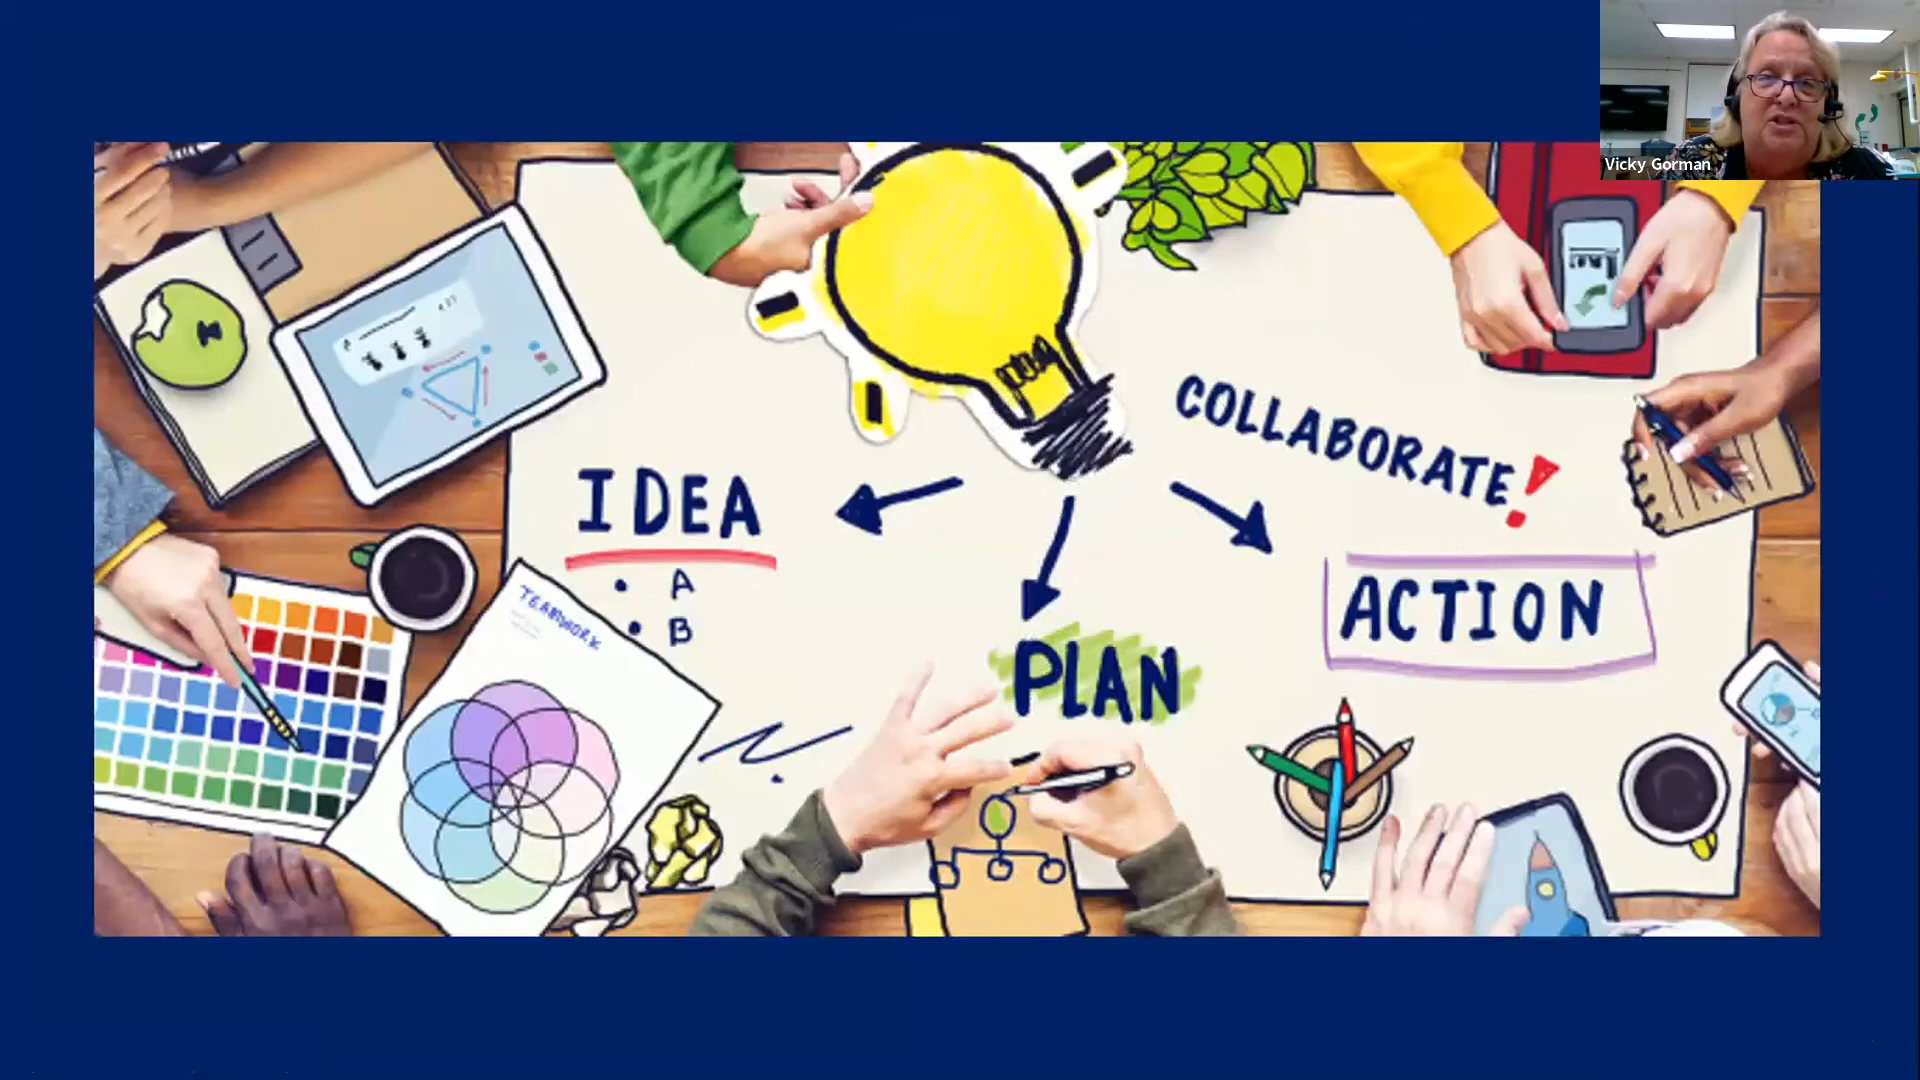 Vicky Gorman
COLLABORATE!
IDEA
• A
• B
TEAMWORK
PLAN
ACTION